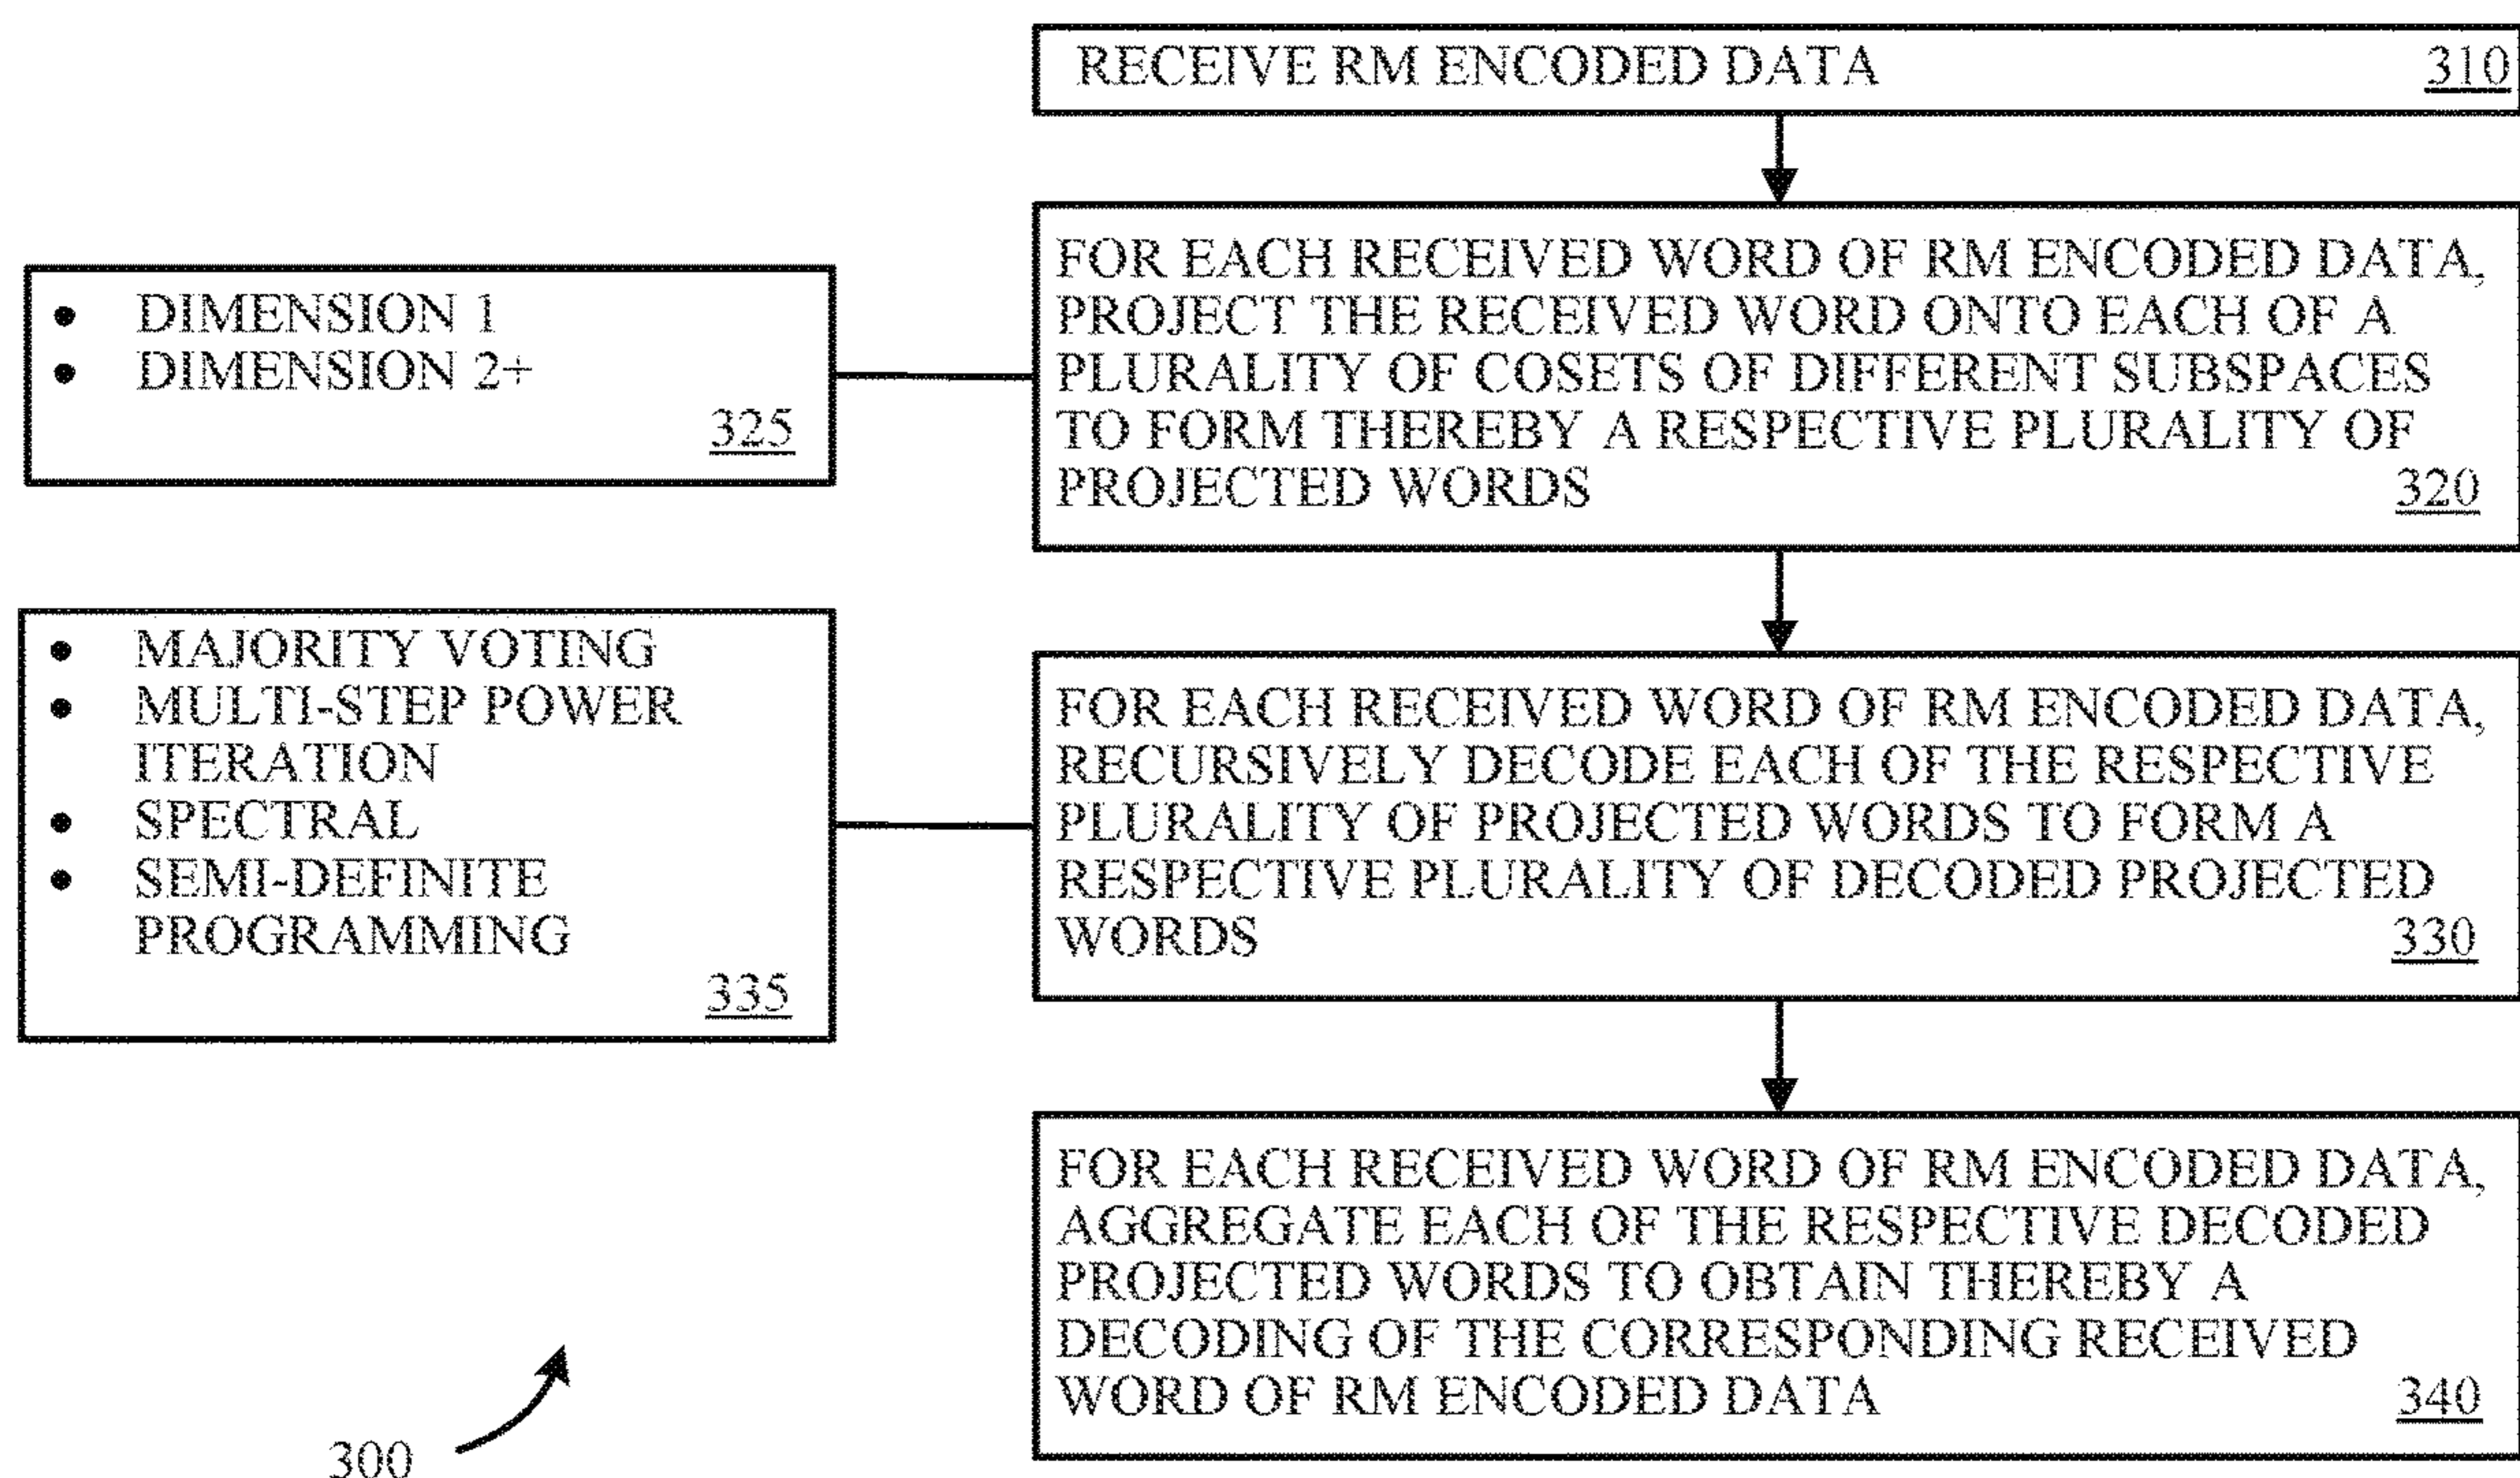 RECEIVE RM ENCODED DATA 310
FOR EACH RECEIVED WORD OF RM ENCODED DATA,
PROJECT THE RECEIVED WORD ONTO EACH OF A
PLURALITY OF COSETS OF DIFFERENT SUBSPACES
TO FORM THEREBY A RESPECTIVE PLURALITY OF
PROJECTED WORDS 320
• DIMENSION 1
• DIMENSION 2+
325
FOR EACH RECEIVED WORD OF RM ENCODED DATA,
RECURSIVELY DECODE EACH OF THE RESPECTIVE
PLURALITY OF PROJECTED WORDS TO FORM A
RESPECTIVE PLURALITY OF DECODED PROJECTED
WORDS 330
• MAJORITY VOTING
• MULTI-STEP POWER
ITERATION
• SPECTRAL
• SEMI-DEFINITE
PROGRAMMING
335
FOR EACH RECEIVED WORD OF RM ENCODED DATA,
AGGREGATE EACH OF THE RESPECTIVE DECODED
PROJECTED WORDS TO OBTAIN THEREBY A
DECODING OF THE CORRESPONDING RECEIVED
WORD OF RM ENCODED DATA 340
300